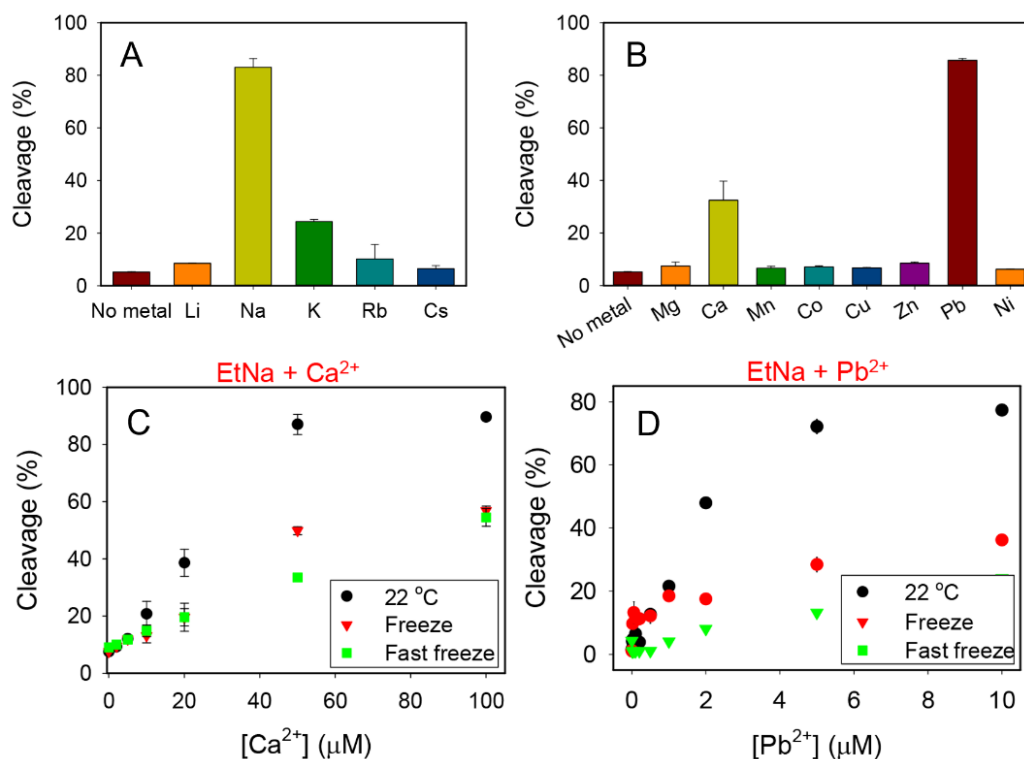 A
Cleavage (%)
100
80
60
40
20
0
No metal Li Na K Rb Cs
B
Cleavage (%)
100
80
60
40
20
0
No metal Mg Ca Mn Co Cu Zn Pb Ni
EtNa + Ca²⁺
C
Cleavage (%)
100
80
60
40
20
0
22 °C
Freeze
Fast freeze
0 20 40 60 80 100
[Ca²⁺] (μM)
EtNa + Pb²⁺
D
Cleavage (%)
80
60
40
20
0
22 °C
Freeze
Fast freeze
0 2 4 6 8 10
[Pb²⁺] (μM)